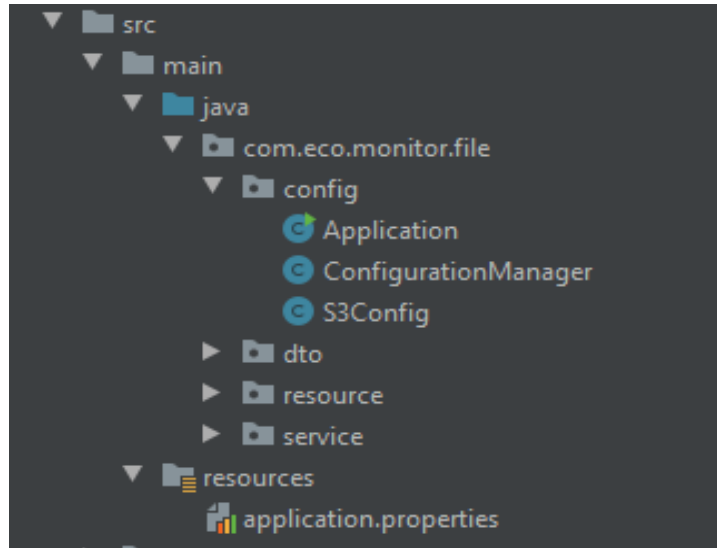 src
main
java
com.eco.monitor.file
config
Application
ConfigurationManager
S3Config
dto
resource
service
resources
application.properties